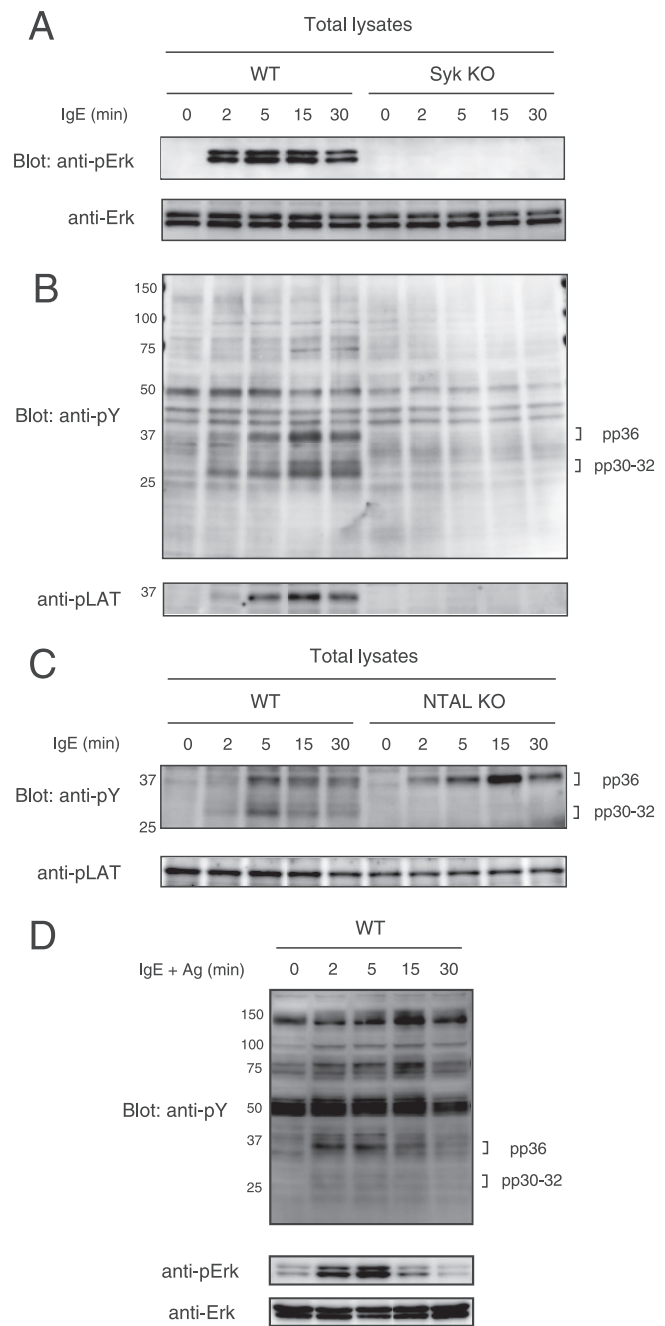 A
Total lysates
WT Syk KO
IgE (min) 0 2 5 15 30 0 2 5 15 30
Blot: anti-pErk
anti-Erk
B
150
100
75
50
Blot: anti-pY
37 pp36
pp30-32
25
anti-pLAT 37
Total lysates
C
WT NTAL KO
IgE (min) 0 2 5 15 30 0 2 5 15 30
37 pp36
Blot: anti-pY
pp30-32
25
anti-pLAT
D
WT
IgE + Ag (min) 0 2 5 15 30
150
100
75
Blot: anti-pY 50
37 pp36
pp30-32
25
anti-pErk
anti-Erk